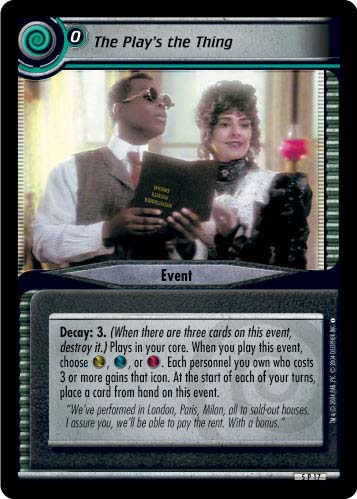 0 The Play's the Thing
Event
Decay: 3. (When there are three cards on this event,
destroy it.) Plays in your core. When you play this event,
choose , , or . Each personnel you own who costs
3 or more gains that icon. At the start of each of your turns,
place a card from hand on this event.
"We've performed in London, Paris, Milan, all to sold-out houses.
I assure you, we'll be able to pay the rent. With a bonus."
5 P 17